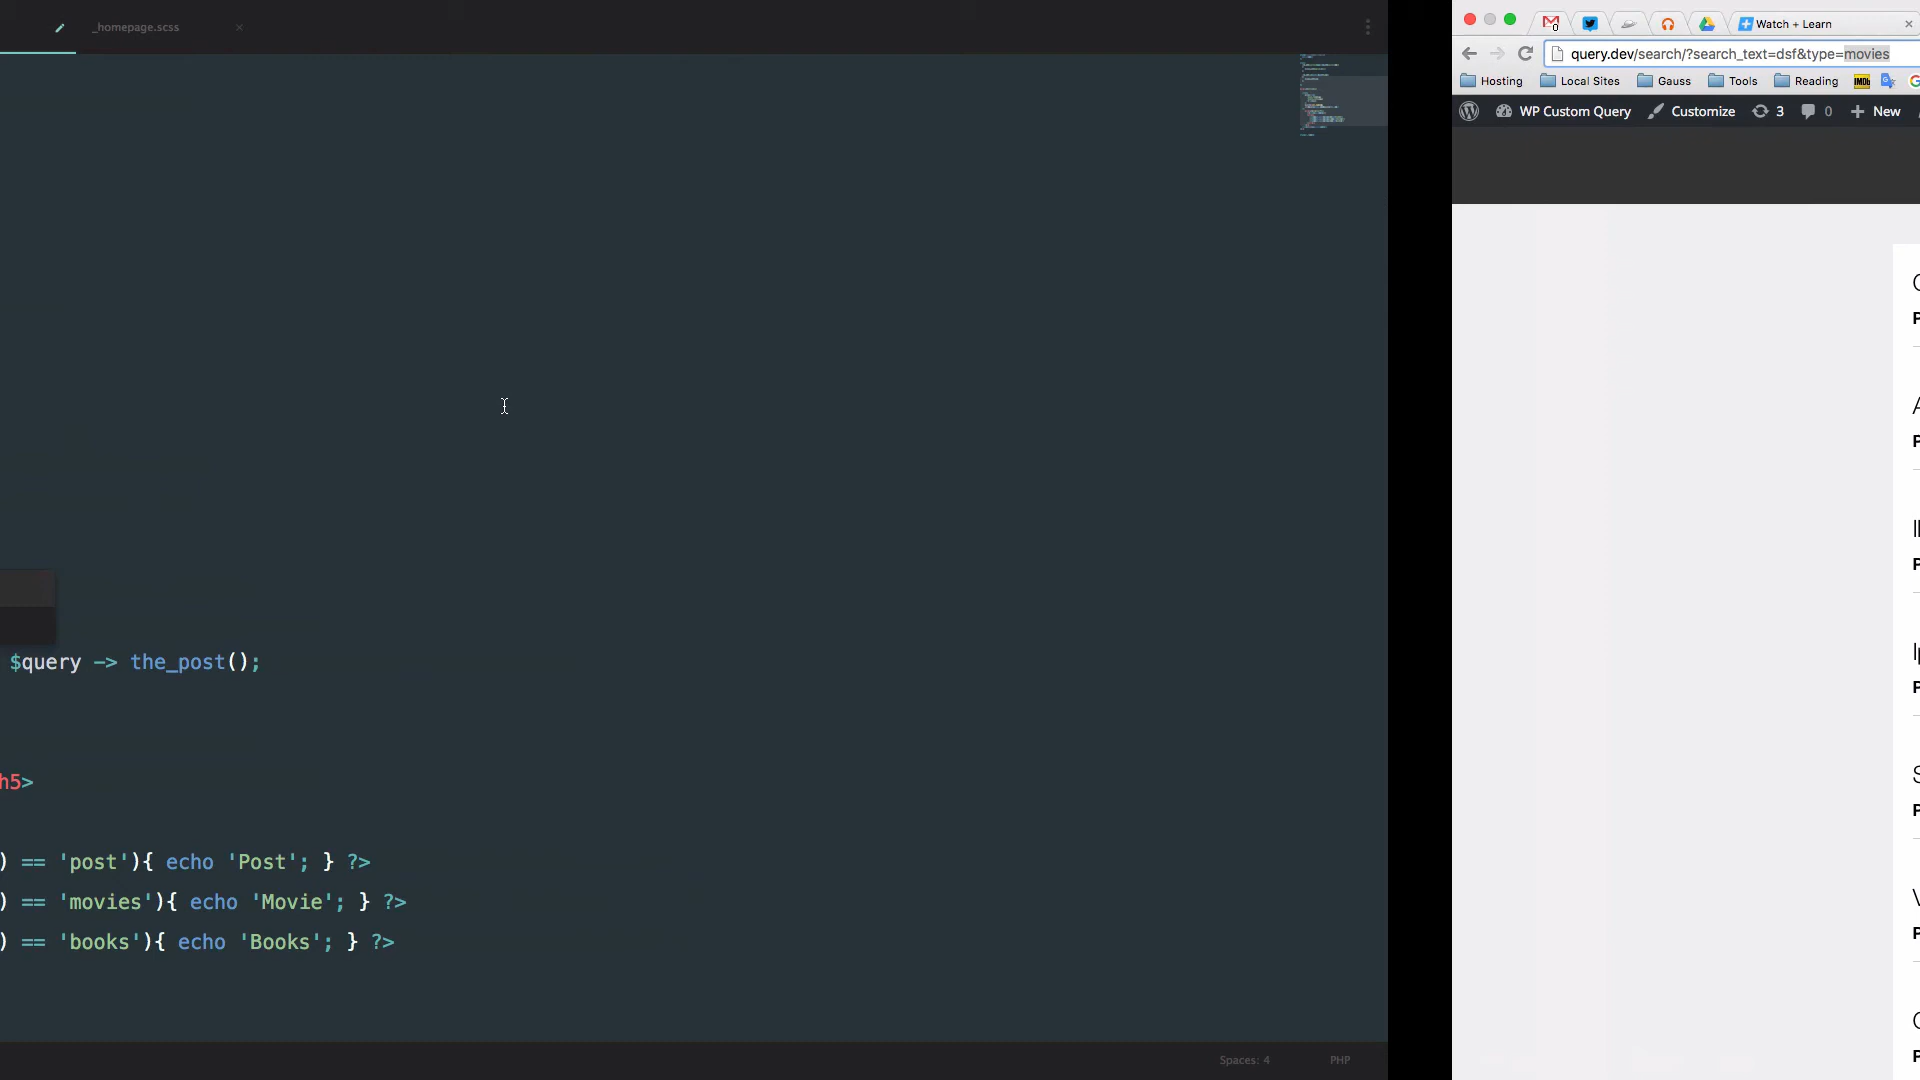 _homepage.scss
$query -> the_post();
h5>
) == 'post'){ echo 'Post'; } ?>
) == 'movies'){ echo 'Movie'; } ?>
) == 'books'){ echo 'Books'; } ?>
Spaces: 4
PHP
0
Watch + Learn
query.dev/search/?search_text=dsf&type=movies
Hosting
Local Sites
Gauss
Tools
Reading
IMDb
WP Custom Query
Customize
3
0
New